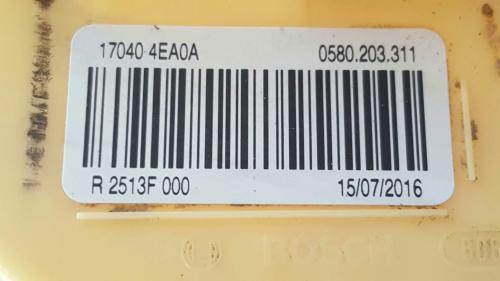 17040 4EA0A 0580.203.311
R 2513F 000 15/07/2016
BOSCH